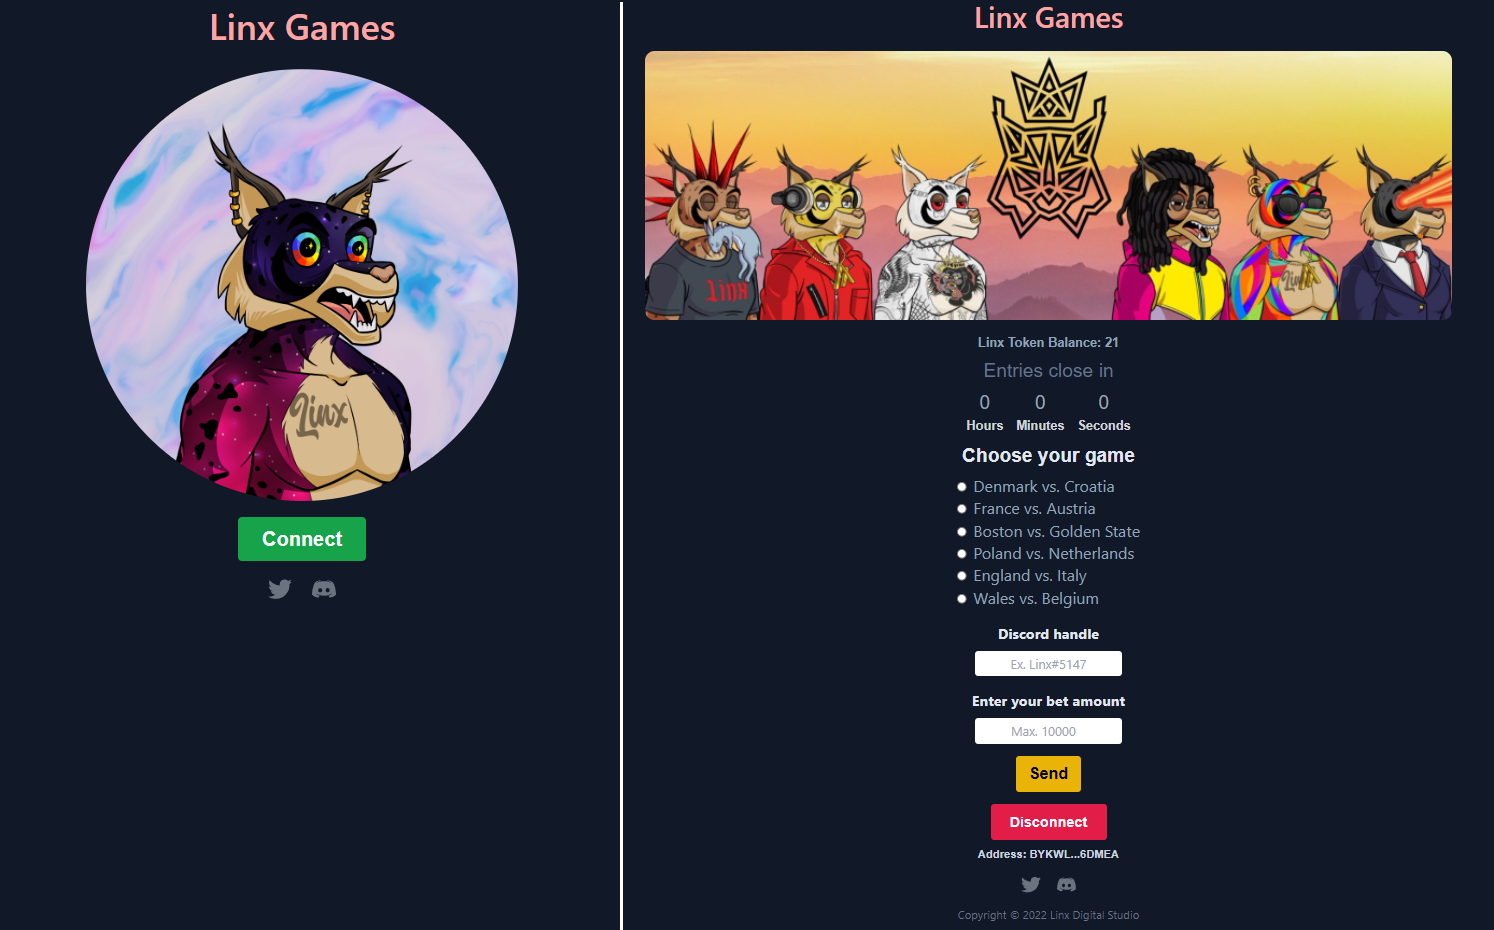 Linx Games
Linx
Connect
Linx Games
linx
Linx
Linx Token Balance: 21
Entries close in
0 0 0
Hours Minutes Seconds
Choose your game
Denmark vs. Croatia
France vs. Austria
Boston vs. Golden State
Poland vs. Netherlands
England vs. Italy
Wales vs. Belgium
Discord handle
Ex. Linx#5147
Enter your bet amount
Max. 10000
Send
Disconnect
Address: BYKWL...6DMEA
Copyright © 2022 Linx Digital Studio